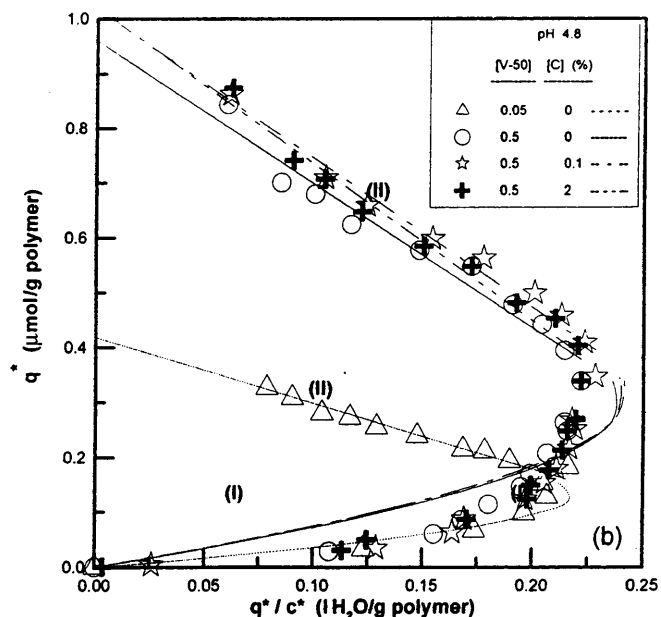 pH 4.8
[V-50] [C] (%)
0.05 0
0.5 0
0.5 0.1
0.5 2
1.0
0.8
0.6
0.4
0.2
0.0
q* (µmol/g polymer)
(II)
(II)
(I)
(b)
0.00 0.05 0.10 0.15 0.20 0.25
q* / c* (l H₂O/g polymer)